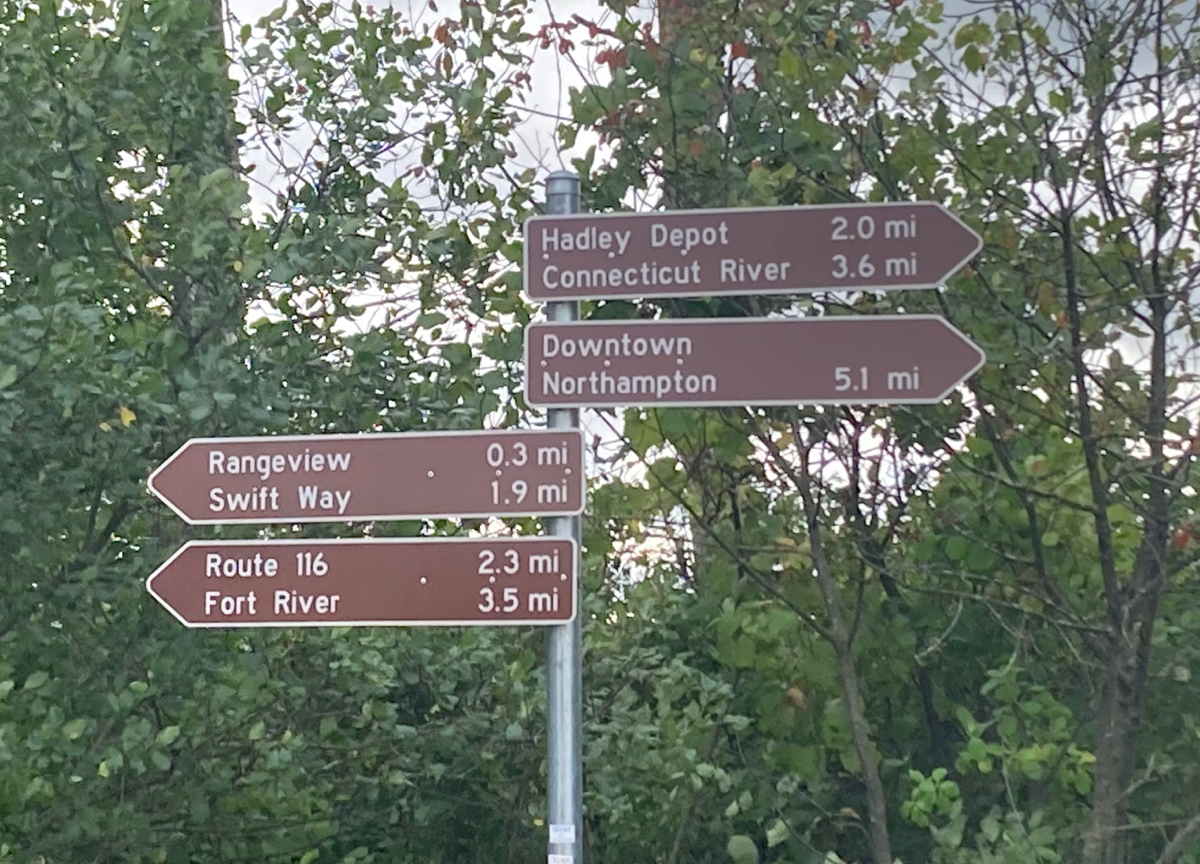 Hadley Depot 2.0 mi
Connecticut River 3.6 mi
Downtown
Northampton 5.1 mi
Rangeview 0.3 mi
Swift Way 1.9 mi
Route 116 2.3 mi
Fort River 3.5 mi